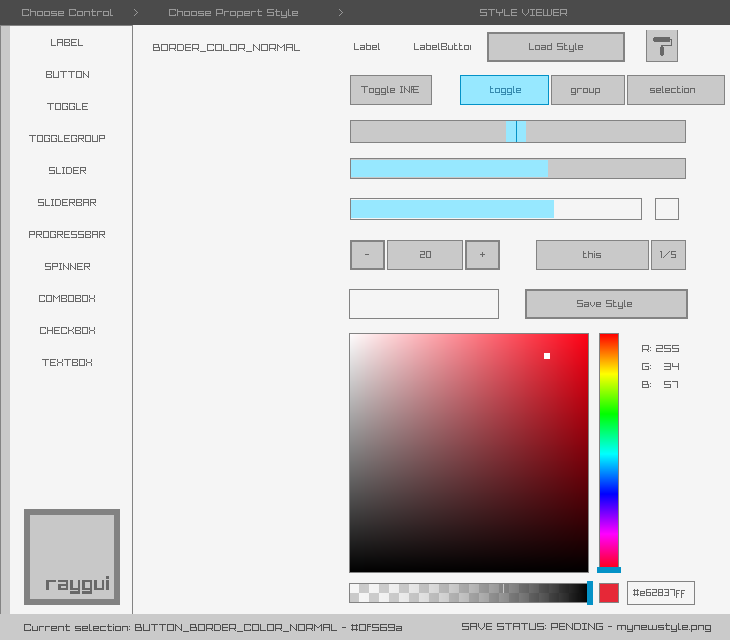 Choose Control > Choose Propert Style > STYLE VIEWER
LABEL
BUTTON
TOGGLE
TOGGLEGROUP
SLIDER
SLIDERBAR
PROGRESSBAR
SPINNER
COMBOBOX
CHECKBOX
TEXTBOX
raygui
BORDER_COLOR_NORMAL
Label LabelButto Load Style
toggle group selection
- 20 + this 1/5
Save Style
R: 255
G: 34
B: 57
#e62837ff
Current selection: BUTTON_BORDER_COLOR_NORMAL - #0f569a
SAVE STATUS: PENDING - mynewstyle.png